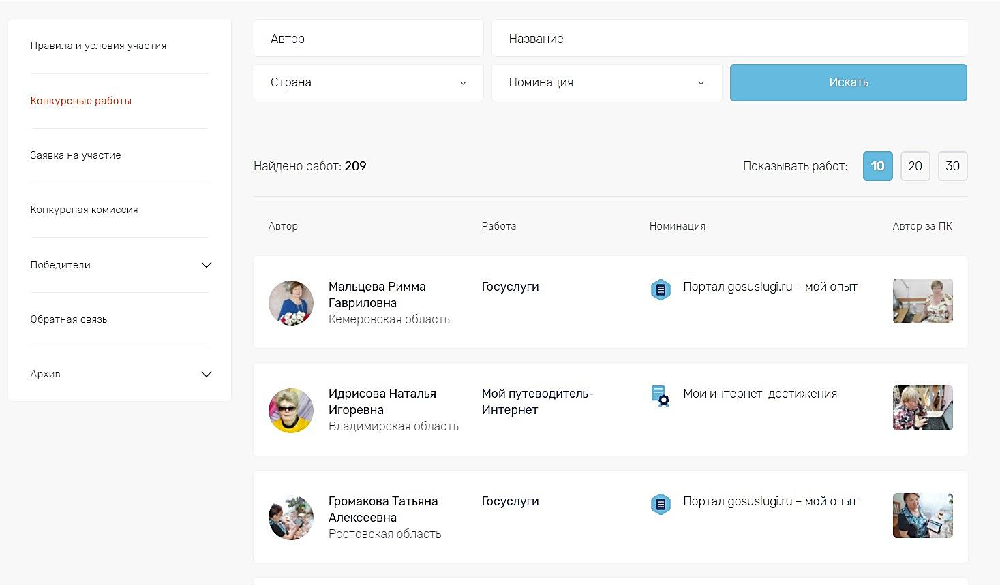 Правила и условия участия
Конкурсные работы
Заявка на участие
Конкурсная комиссия
Победители
Обратная связь
Архив
Автор
Название
Страна
Номинация
Искать
Найдено работ: 209
Показывать работ: 10 20 30
Автор
Работа
Номинация
Автор за ПК
Мальцева Римма
Гавриловна
Кемеровская область
Госуслуги
Портал gosuslugi.ru – мой опыт
Идрисова Наталья
Игоревна
Владимирская область
Мой путеводитель-
Интернет
Мои интернет-достижения
Громакова Татьяна
Алексеевна
Ростовская область
Госуслуги
Портал gosuslugi.ru – мой опыт